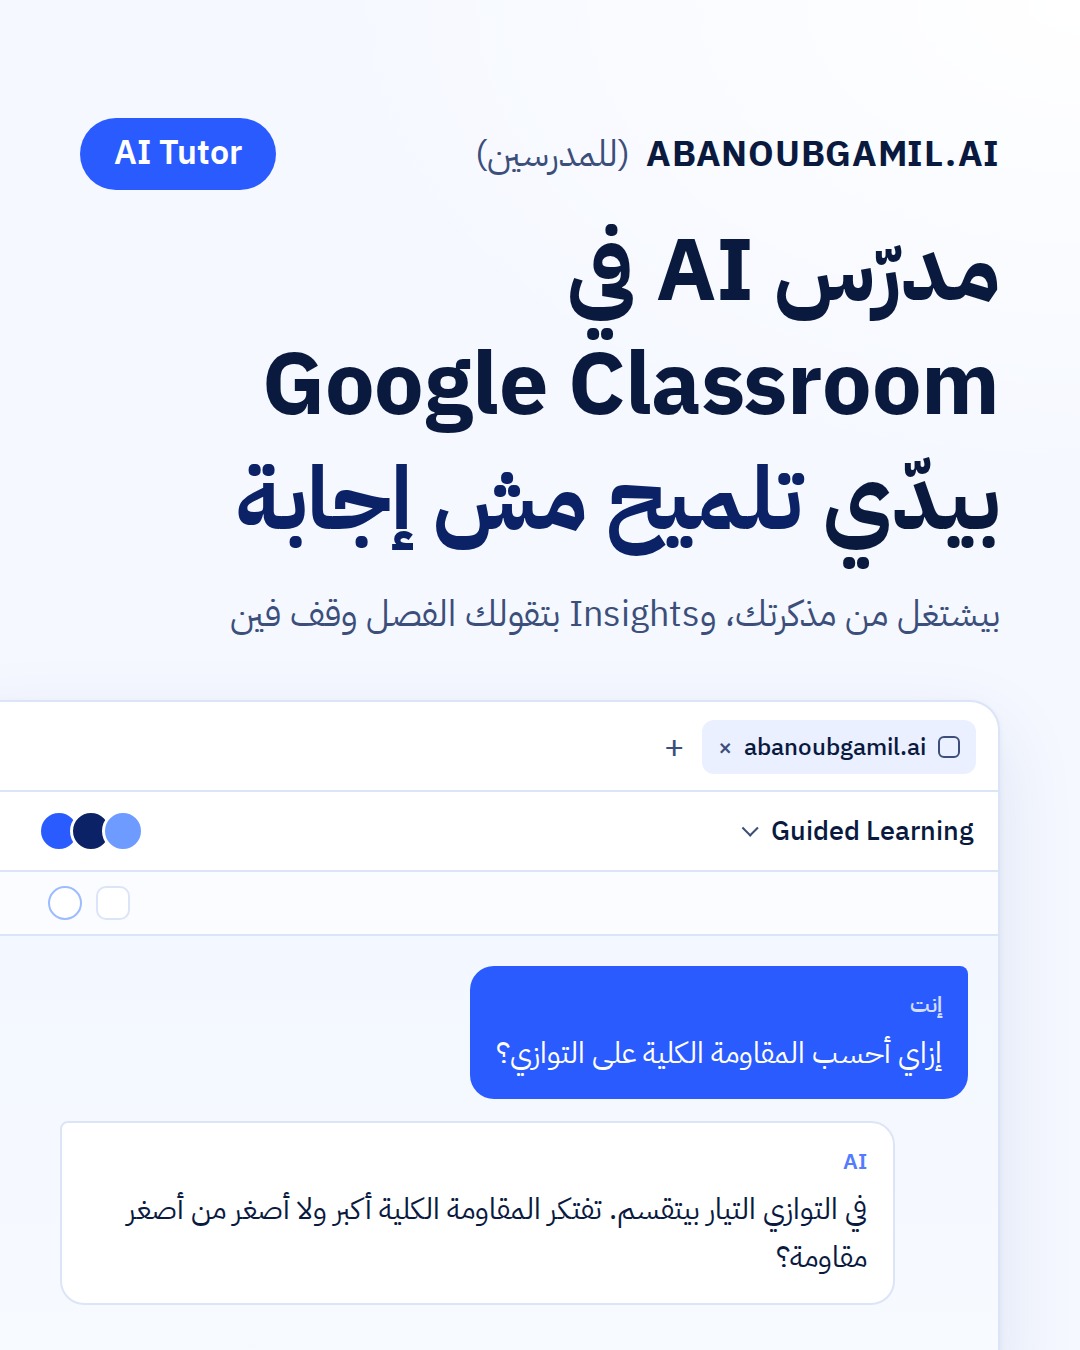 ABANOUBGAMIL.AI (للمدرسين)
AI Tutor
مدرّس AI في
Google Classroom
بيدّي تلميح مش إجابة
بيشتغل من مذكرتك، وInsights بتقولك الفصل وقف فين
abanoubgamil.ai × +
Guided Learning
إنت
إزاي أحسب المقاومة الكلية على التوازي؟
AI
في التوازي التيار بيتقسم. تفتكر المقاومة الكلية أكبر ولا أصغر من أصغر
مقاومة؟